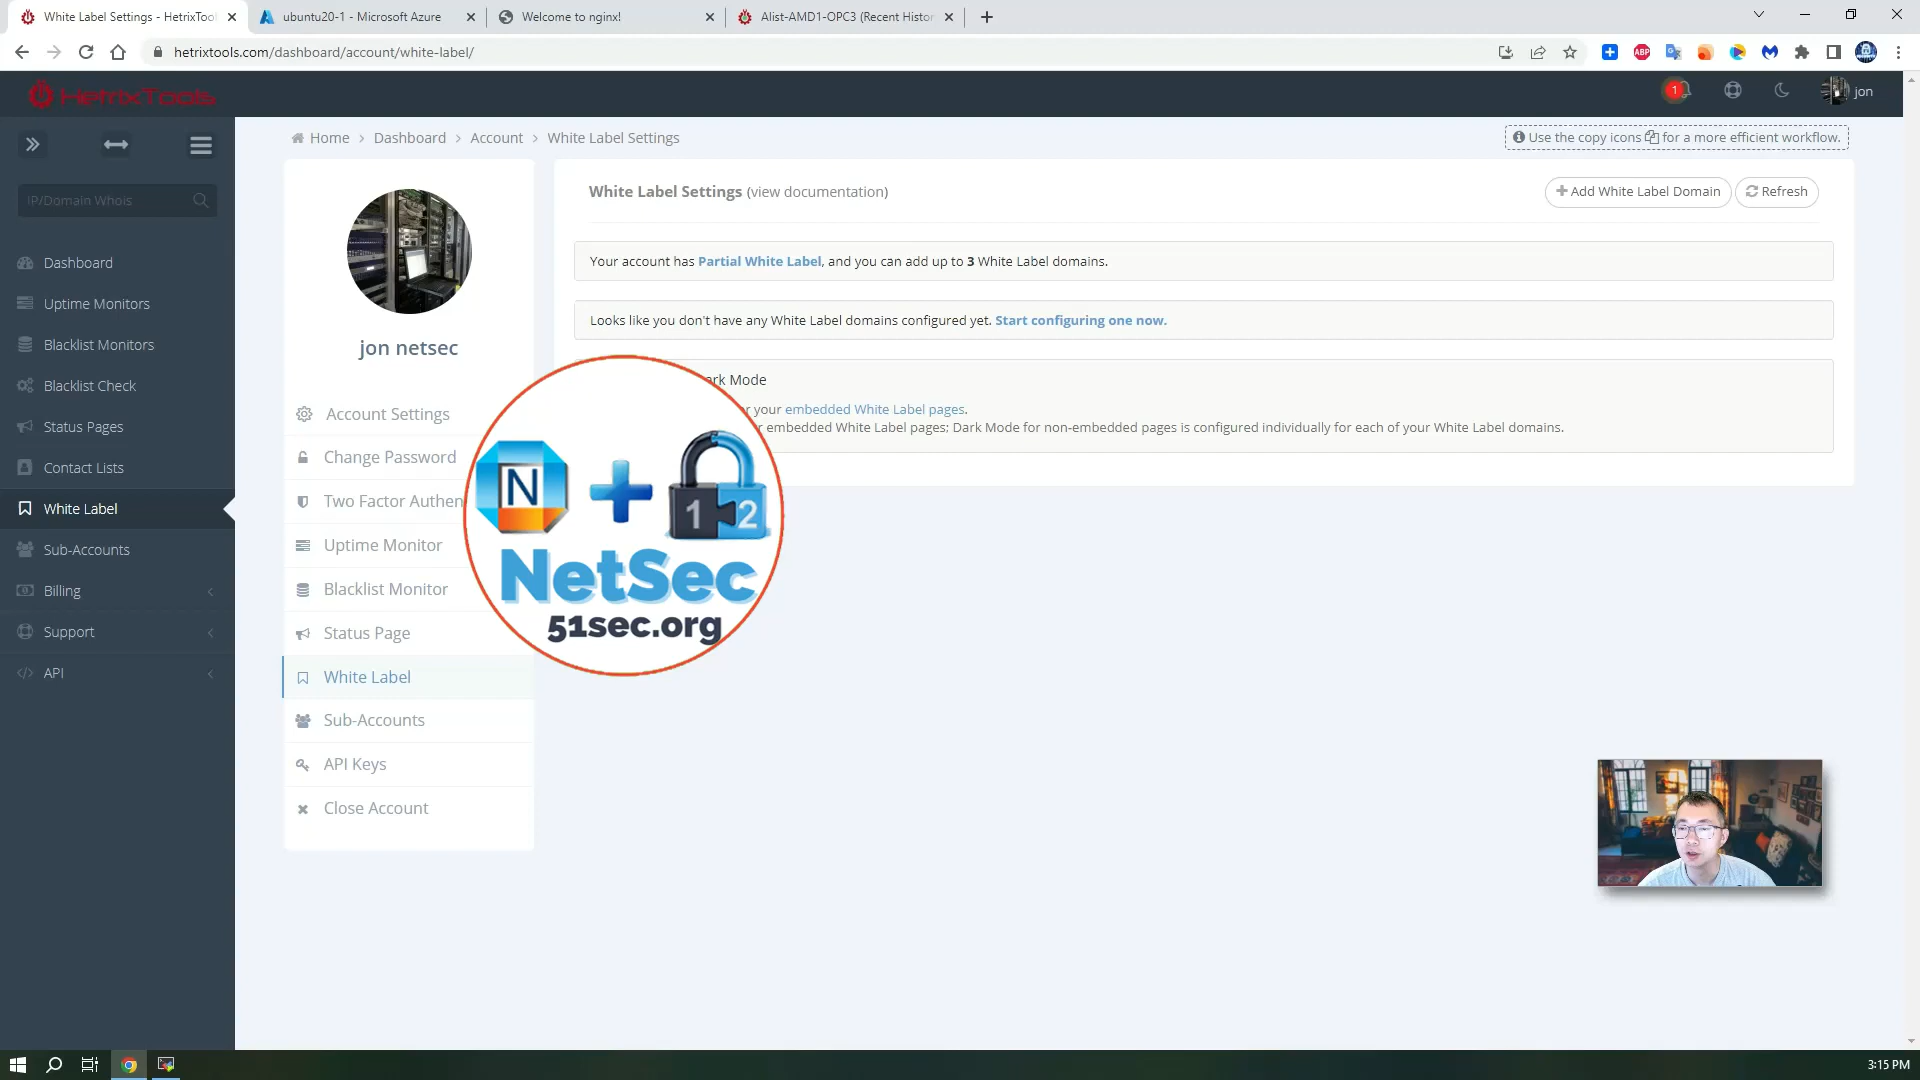 White Label Settings - HetrixToo
ubuntu20-1 - Microsoft Azure
Welcome to nginx!
Alist-AMD1-OPC3 (Recent Histor
hetrixtools.com/dashboard/account/white-label/
ABP
HetrixTools
1
jon
Home > Dashboard > Account > White Label Settings
Use the copy icons for a more efficient workflow.
IP/Domain Whois
Dashboard
Uptime Monitors
Blacklist Monitors
Blacklist Check
Status Pages
Contact Lists
White Label
Sub-Accounts
Billing
Support
API
jon netsec
Account Settings
Change Password
Two Factor Authen
Uptime Monitor
Blacklist Monitor
Status Page
White Label
Sub-Accounts
API Keys
Close Account
White Label Settings (view documentation)
Add White Label Domain
Refresh
Your account has Partial White Label, and you can add up to 3 White Label domains.
Looks like you don't have any White Label domains configured yet. Start configuring one now.
ark Mode
r your embedded White Label pages.
r embedded White Label pages; Dark Mode for non-embedded pages is configured individually for each of your White Label domains.
N + 1 2
NetSec
51sec.org
3:15 PM